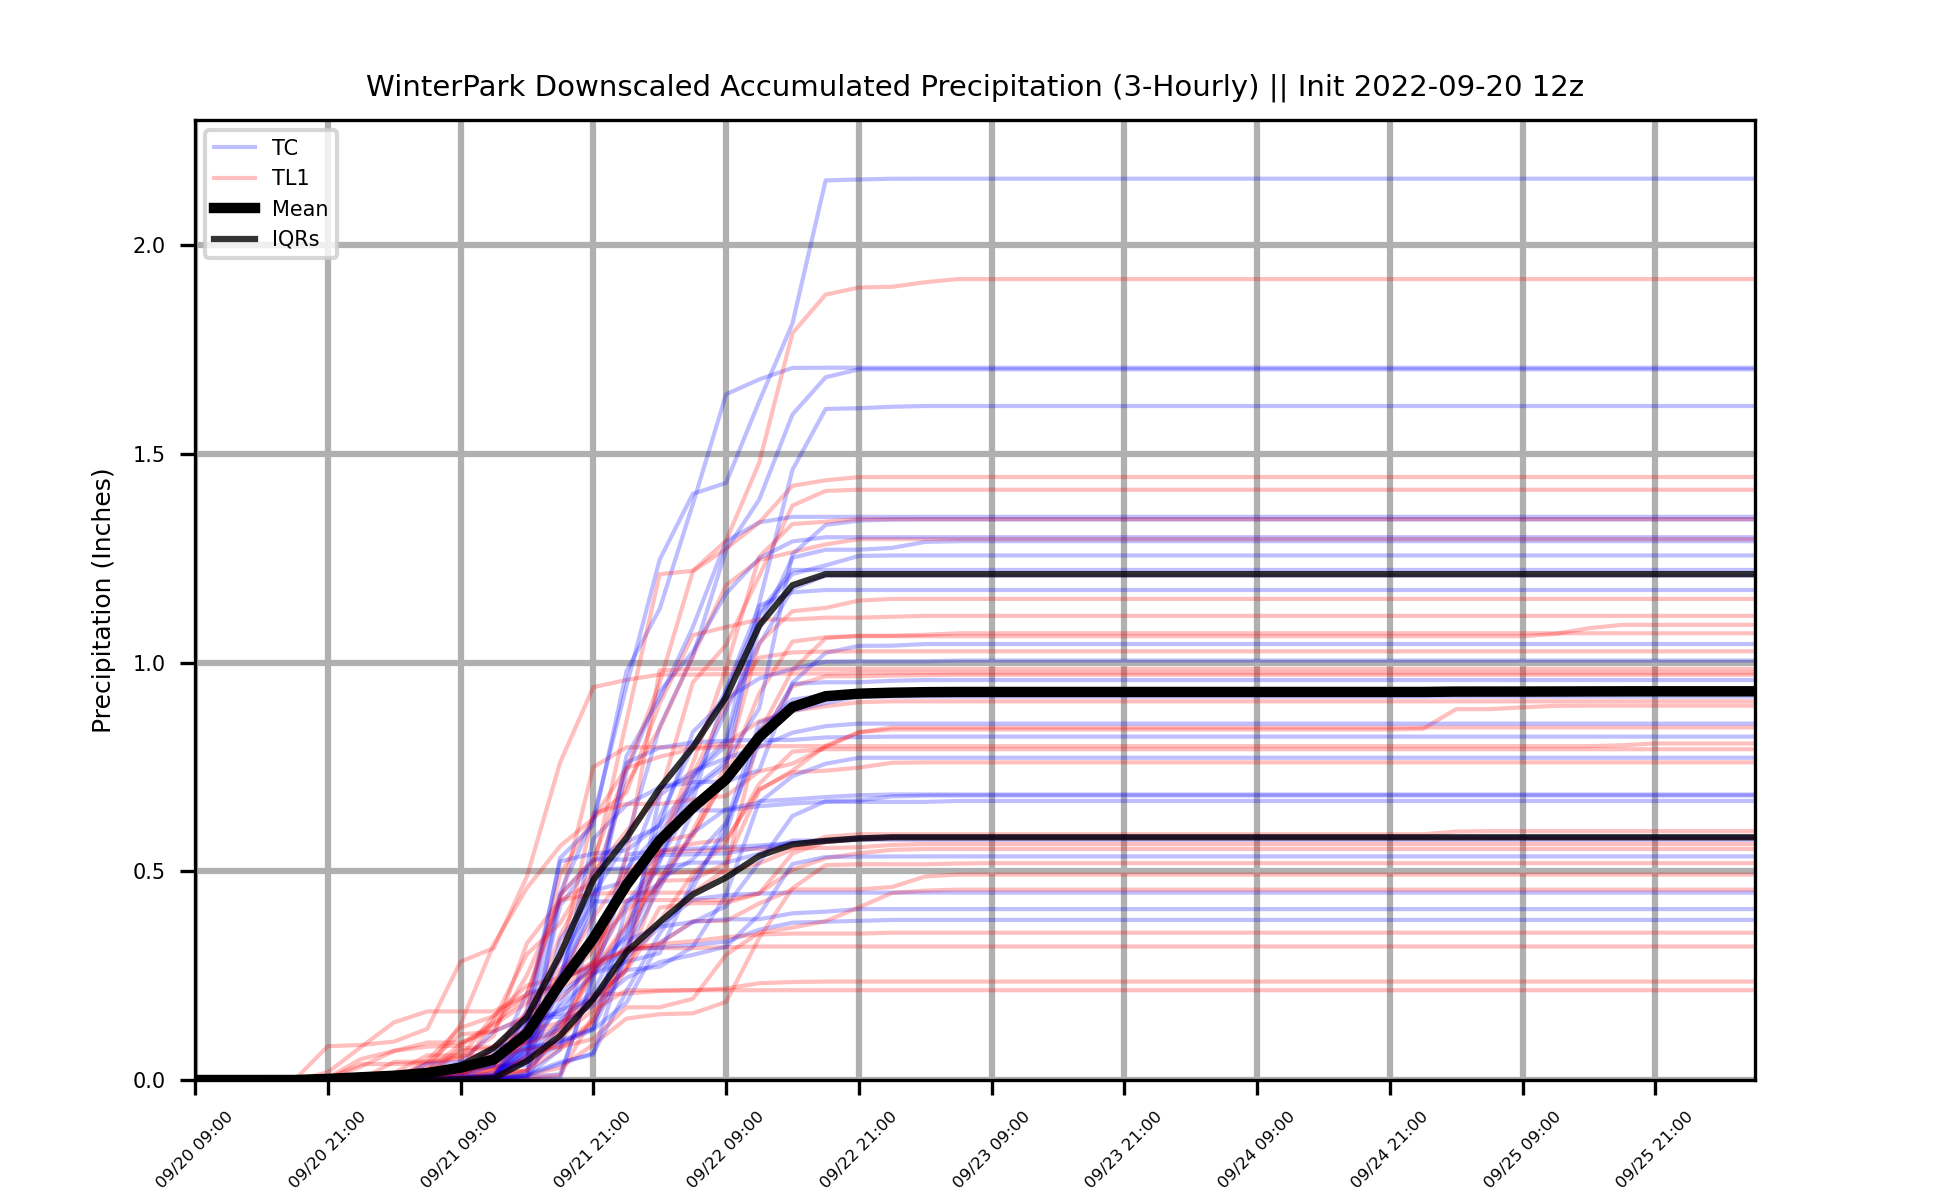 WinterPark Downscaled Accumulated Precipitation (3-Hourly) || Init 2022-09-20 12z
TC
TL1
Mean
IQRs
Precipitation (Inches)
2.0
1.5
1.0
0.5
0.0
09/20 09:00
09/20 21:00
09/21 09:00
09/21 21:00
09/22 09:00
09/22 21:00
09/23 09:00
09/23 21:00
09/24 09:00
09/24 21:00
09/25 09:00
09/25 21:00